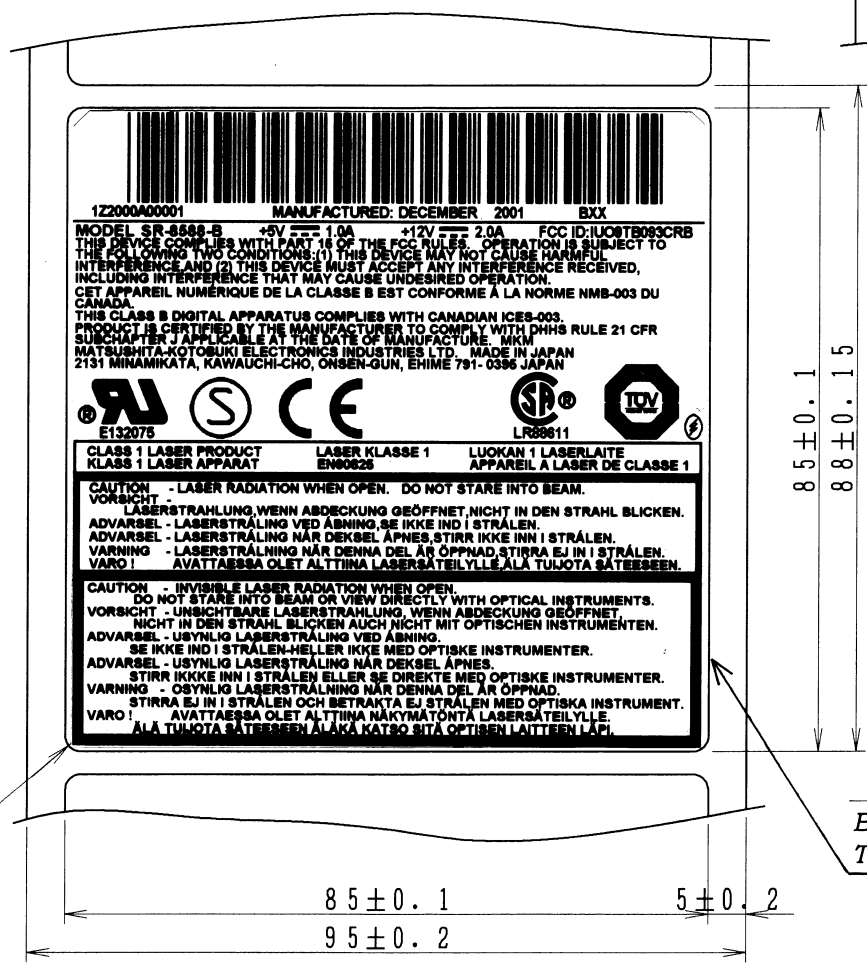 1Z2000A00001 MANUFACTURED: DECEMBER 2001 BXX
MODEL SR-8588-B +5V 1.0A +12V 2.0A FCC ID:IUO9TB093CRB
THIS DEVICE COMPLIES WITH PART 15 OF THE FCC RULES. OPERATION IS SUBJECT TO
THE FOLLOWING TWO CONDITIONS:(1) THIS DEVICE MAY NOT CAUSE HARMFUL
INTERFERENCE,AND (2) THIS DEVICE MUST ACCEPT ANY INTERFERENCE RECEIVED,
INCLUDING INTERFERENCE THAT MAY CAUSE UNDESIRED OPERATION.
CET APPAREIL NUMÉRIQUE DE LA CLASSE B EST CONFORME Á LA NORME NMB-003 DU
CANADA.
THIS CLASS B DIGITAL APPARATUS COMPLIES WITH CANADIAN ICES-003.
PRODUCT IS CERTIFIED BY THE MANUFACTURER TO COMPLY WITH DHHS RULE 21 CFR
SUBCHAPTER J APPLICABLE AT THE DATE OF MANUFACTURE. MKM
MATSUSHITA-KOTOBUKI ELECTRONICS INDUSTRIES LTD. MADE IN JAPAN
2131 MINAMIKATA, KAWAUCHI-CHO, ONSEN-GUN, EHIME 791- 0395 JAPAN
® S CE SA ® TÜV
E132075 LR88611
CLASS 1 LASER PRODUCT LASER KLASSE 1 LUOKAN 1 LASERLAITE
KLASS 1 LASER APPARAT EN60825 APPAREIL A LASER DE CLASSE 1
CAUTION - LASER RADIATION WHEN OPEN. DO NOT STARE INTO BEAM.
VORSICHT -
LASERSTRAHLUNG,WENN ABDECKUNG GEÖFFNET,NICHT IN DEN STRAHL BLICKEN.
ADVARSEL - LASERSTRÅLING VED ÅBNING,SE IKKE IND I STRÅLEN.
ADVARSEL - LASERSTRÅLING NÅR DEKSEL ÅPNES,STIRR IKKE INN I STRÅLEN.
VARNING - LASERSTRÅLNING NÄR DENNA DEL ÄR ÖPPNAD,STIRRA EJ IN I STRÅLEN.
VARO ! AVATTAESSA OLET ALTTIINA LASERSÄTEILYLLE,ÄLÄ TUIJOTA SÄTEESEEN.
CAUTION - INVISIBLE LASER RADIATION WHEN OPEN.
DO NOT STARE INTO BEAM OR VIEW DIRECTLY WITH OPTICAL INSTRUMENTS.
VORSICHT - UNSICHTBARE LASERSTRAHLUNG, WENN ABDECKUNG GEÖFFNET,
NICHT IN DEN STRAHL BLICKEN AUCH NICHT MIT OPTISCHEN INSTRUMENTEN.
ADVARSEL - USYNLIG LASERSTRÅLING VED ÅBNING.
SE IKKE IND I STRÅLEN-HELLER IKKE MED OPTISKE INSTRUMENTER.
ADVARSEL - USYNLIG LASERSTRÅLING NÅR DEKSEL ÅPNES.
STIRR IKKKE INN I STRÅLEN ELLER SE DIREKTE MED OPTISKE INSTRUMENTER.
VARNING - OSYNLIG LASERSTRÅLNING NÄR DENNA DEL ÄR ÖPPNAD.
STIRRA EJ IN I STRÅLEN OCH BETRAKTA EJ STRÅLEN MED OPTISKA INSTRUMENT.
VARO ! AVATTAESSA OLET ALTTIINA NÄKYMÄTÖNTÄ LASERSÄTEILYLLE.
ÄLÄ TUIJOTA SÄTEESEEN ÄLÄKÄ KATSO SITÄ OPTISEN LAITTEEN LÄPI.
85±0.1
88±0.15
85±0.1 5±0.2
95±0.2